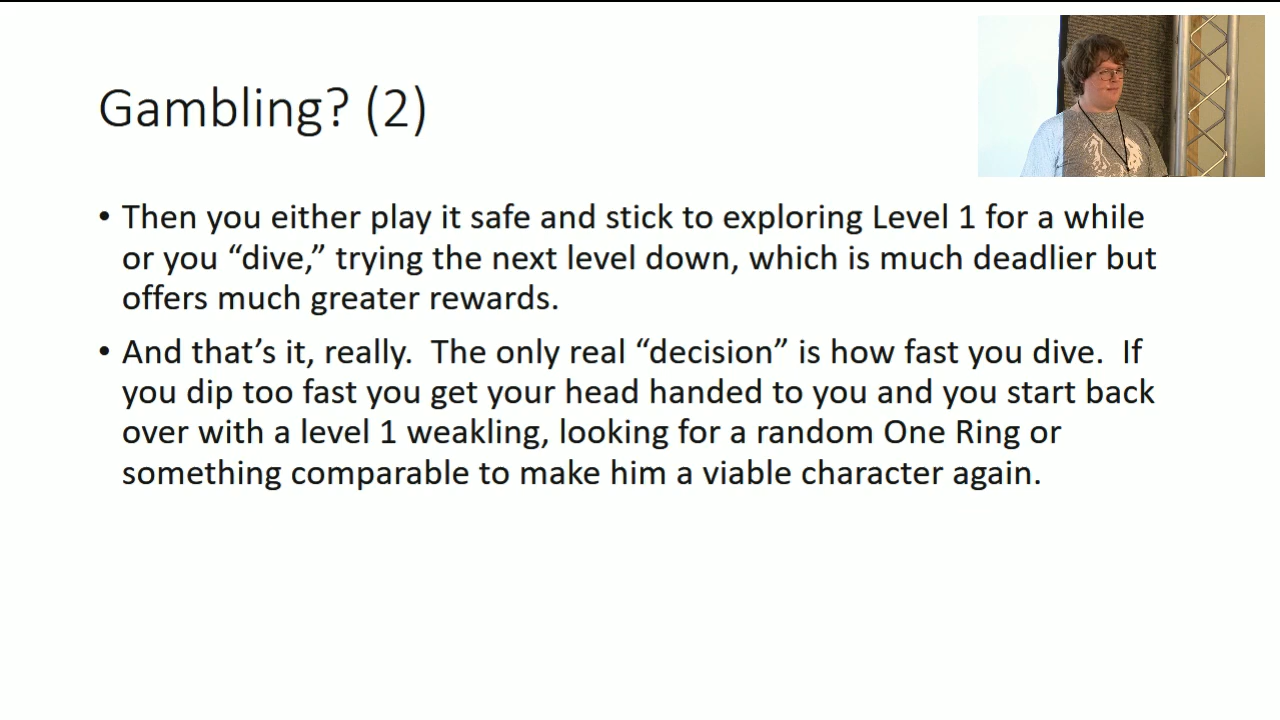 Gambling? (2)
• Then you either play it safe and stick to exploring Level 1 for a while
or you “dive,” trying the next level down, which is much deadlier but
offers much greater rewards.
• And that’s it, really.  The only real “decision” is how fast you dive.  If
you dip too fast you get your head handed to you and you start back
over with a level 1 weakling, looking for a random One Ring or
something comparable to make him a viable character again.